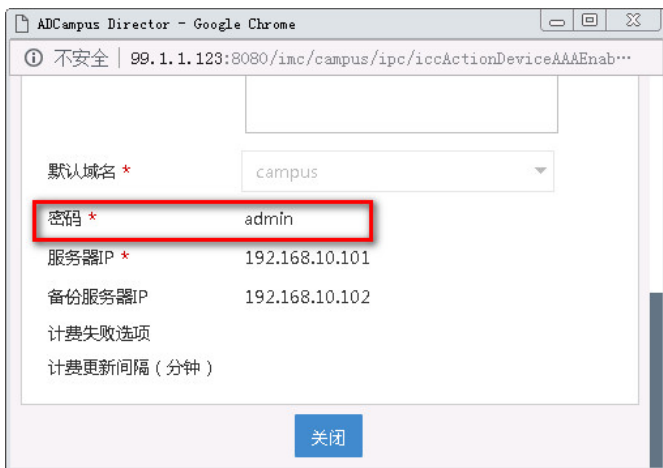 ADCampus Director - Google Chrome
不安全 | 99.1.1.123:8080/imc/campus/ipc/iccActionDeviceAAAEnab…
默认域名 * campus
密码 * admin
服务器IP * 192.168.10.101
备份服务器IP 192.168.10.102
计费失败选项
计费更新间隔（分钟）
关闭